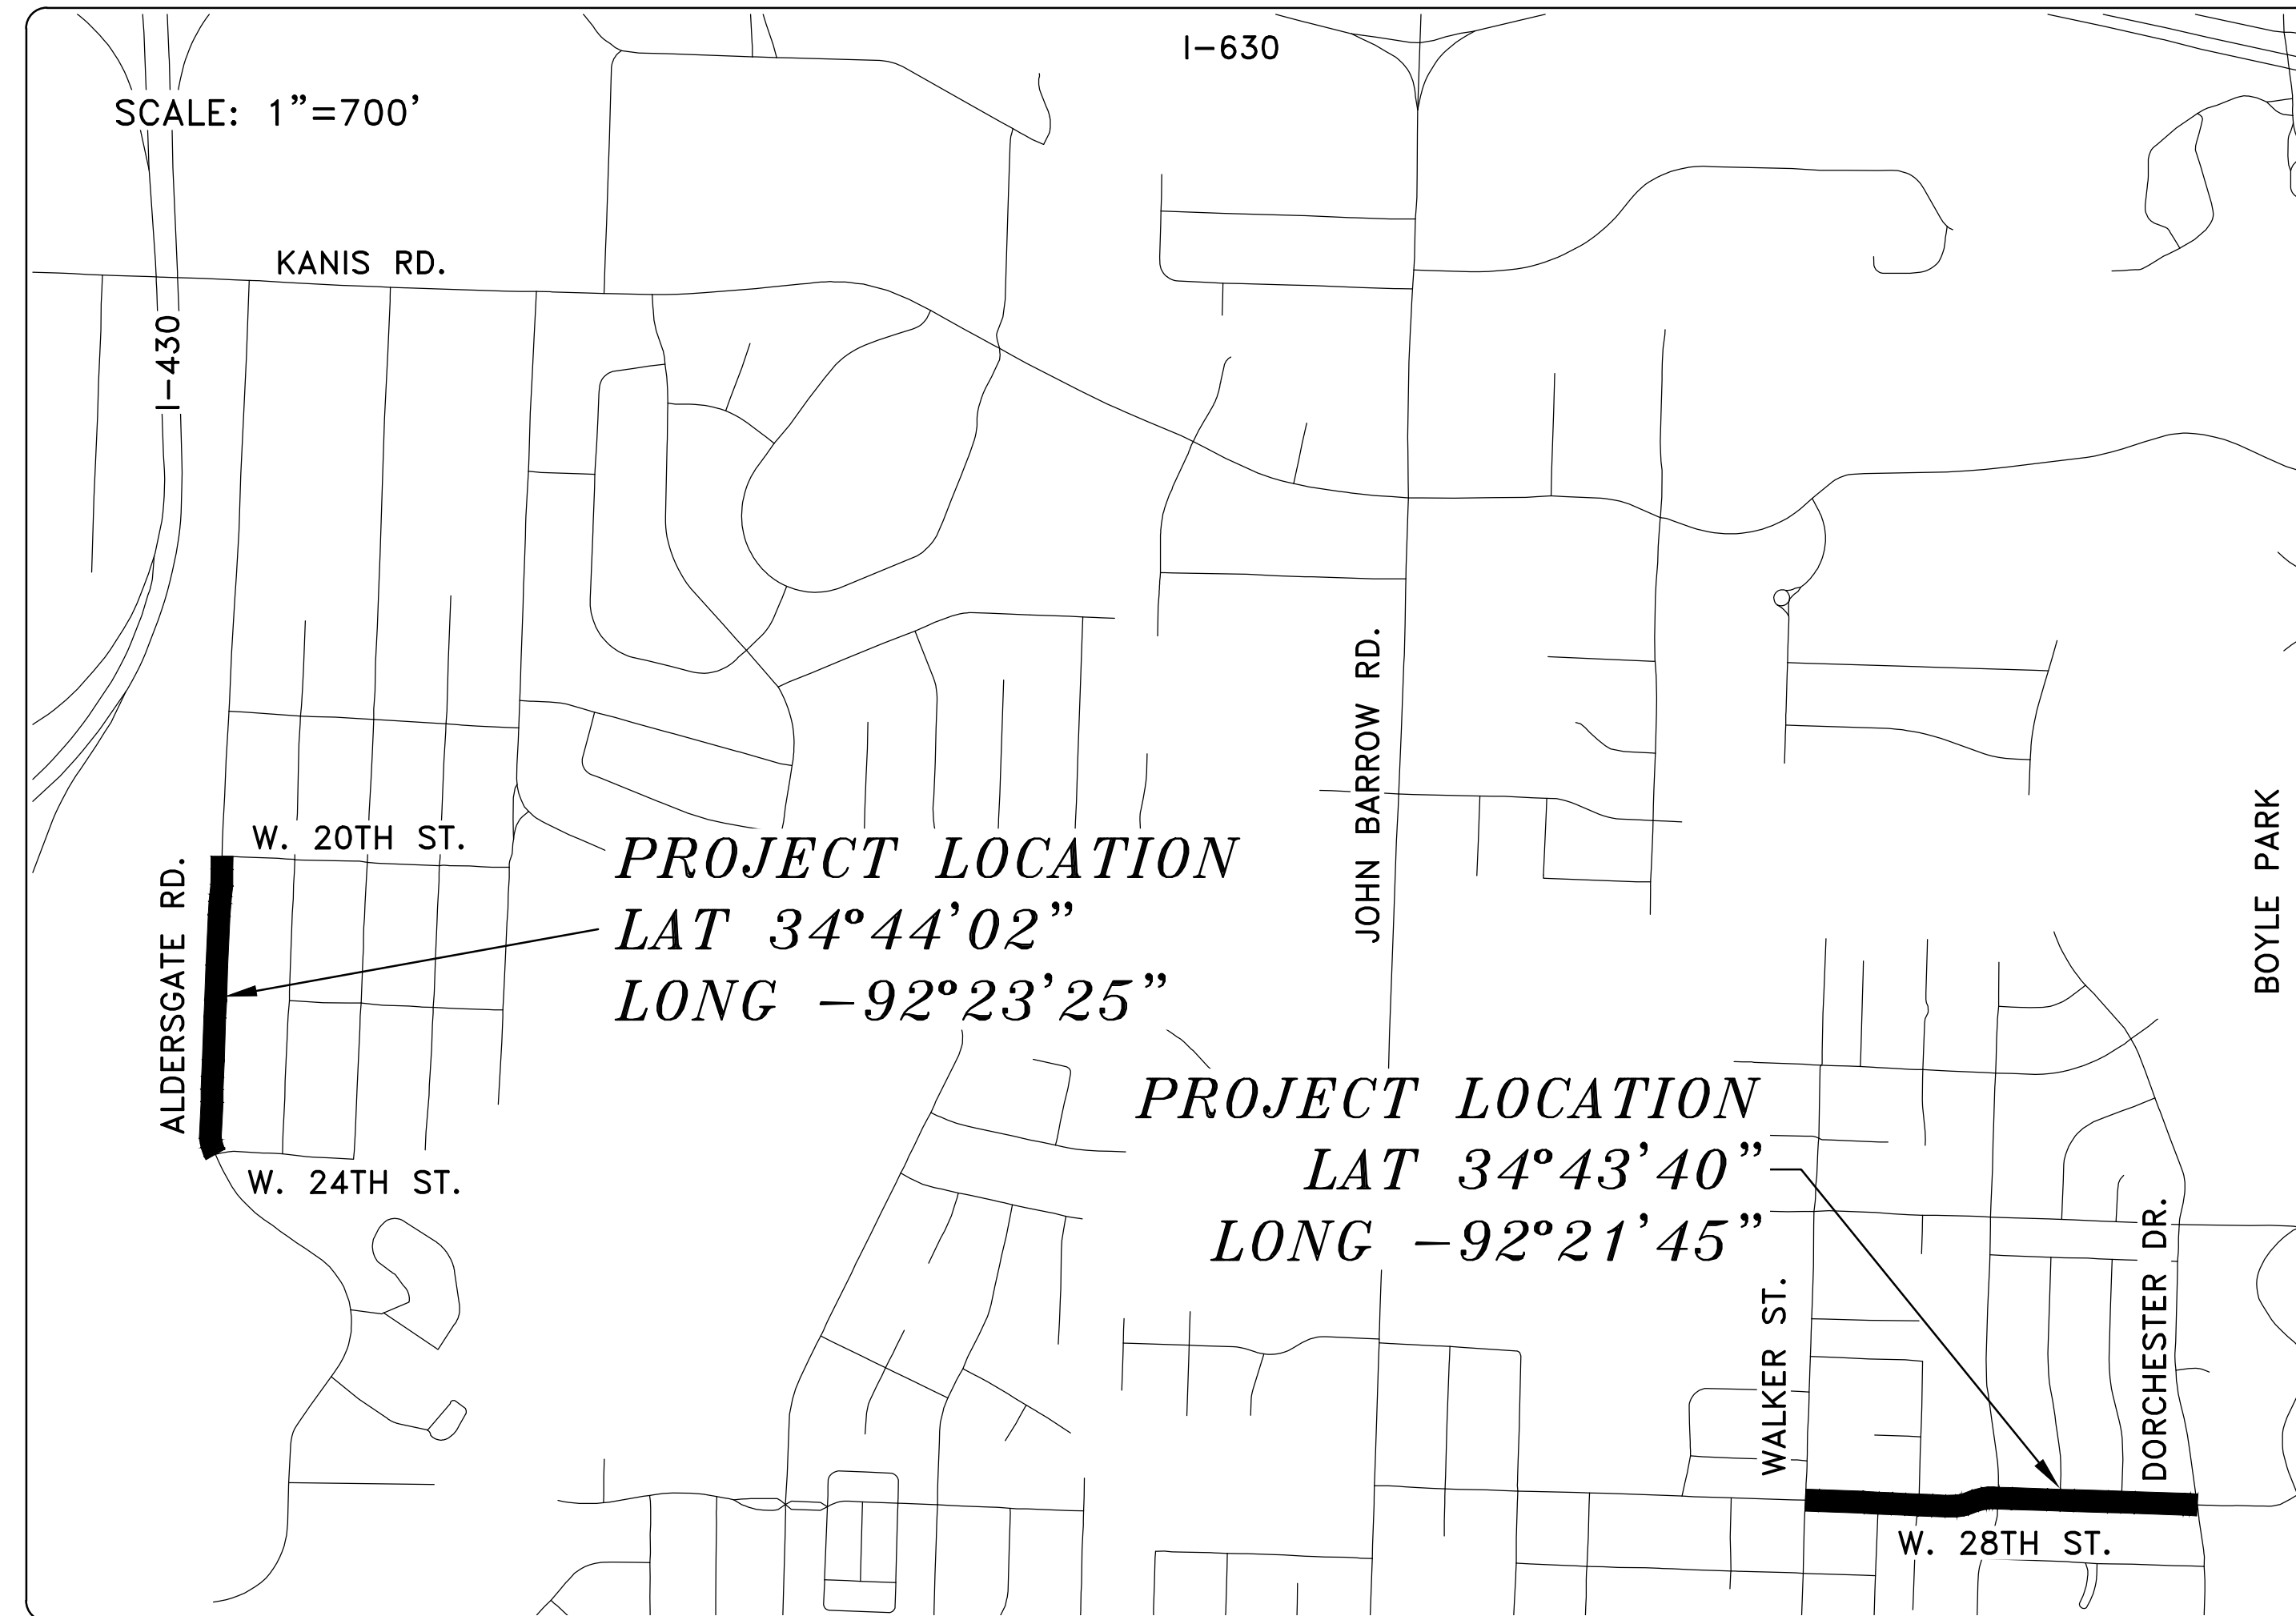 I-630
SCALE: 1"=700'
KANIS RD.
I-430
JOHN BARROW RD.
BOYLE PARK
W. 20TH ST.
ALDERSGATE RD.
PROJECT LOCATION
LAT 34°44'02"
LONG -92°23'25"
PROJECT LOCATION
LAT 34°43'40"
LONG -92°21'45"
W. 24TH ST.
WALKER ST.
DORCHESTER DR.
W. 28TH ST.